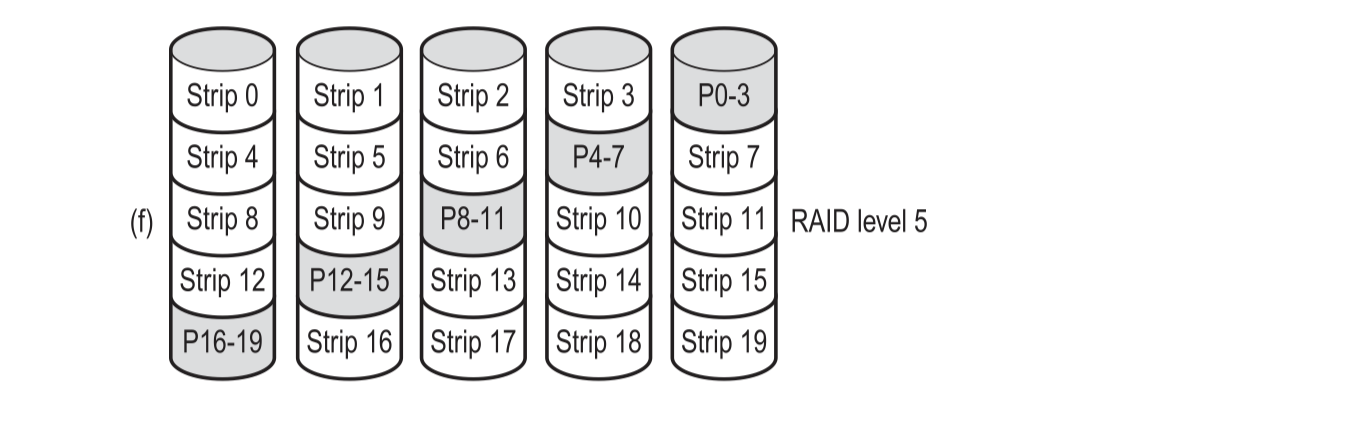 Strip 0 Strip 1 Strip 2 Strip 3 P0-3
Strip 4 Strip 5 Strip 6 P4-7 Strip 7
(f) Strip 8 Strip 9 P8-11 Strip 10 Strip 11 RAID level 5
Strip 12 P12-15 Strip 13 Strip 14 Strip 15
P16-19 Strip 16 Strip 17 Strip 18 Strip 19